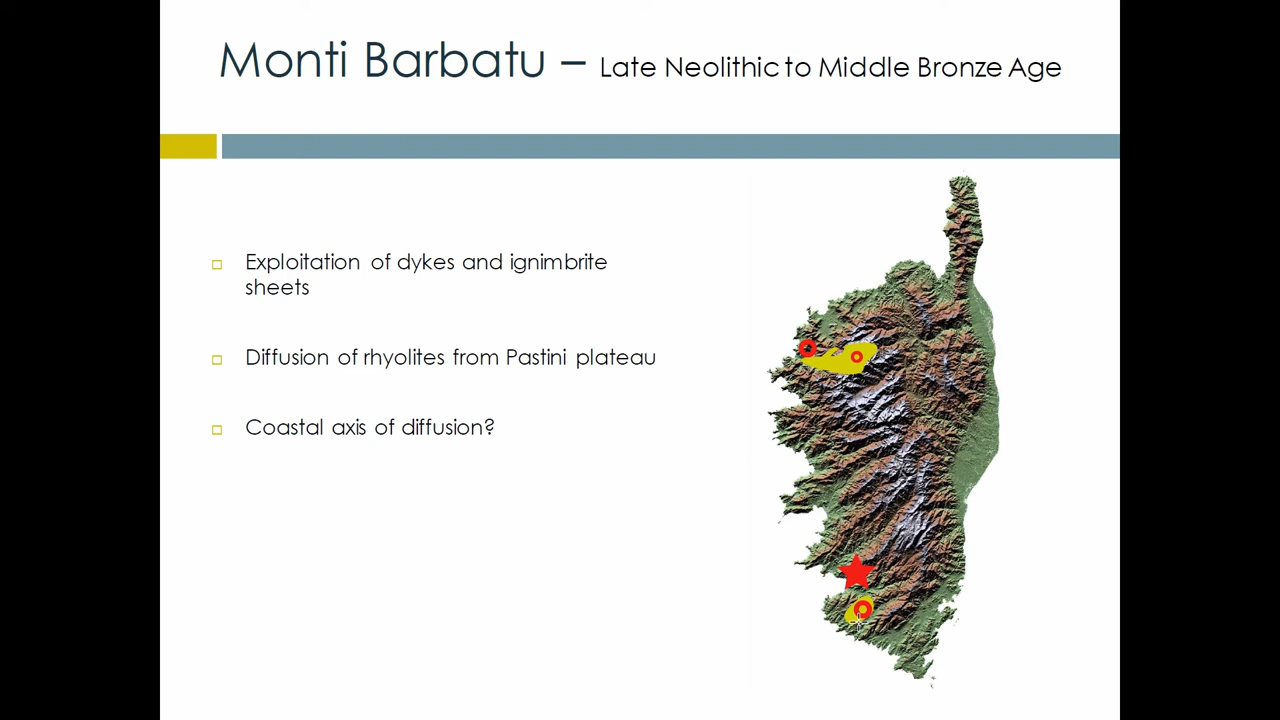 Monti Barbatu – Late Neolithic to Middle Bronze Age
Exploitation of dykes and ignimbrite
sheets
Diffusion of rhyolites from Pastini plateau
Coastal axis of diffusion?